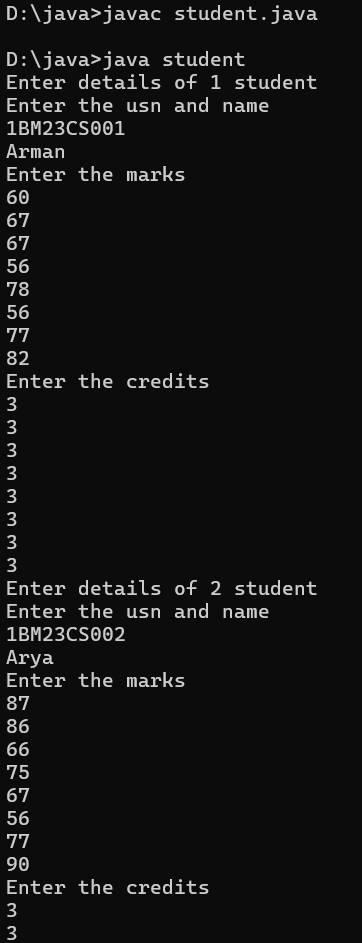 D:\java>javac student.java
D:\java>java student
Enter details of 1 student
Enter the usn and name
1BM23CS001
Arman
Enter the marks
60
67
67
56
78
56
77
82
Enter the credits
3
3
3
3
3
3
3
3
Enter details of 2 student
Enter the usn and name
1BM23CS002
Arya
Enter the marks
87
86
66
75
67
56
77
90
Enter the credits
3
3